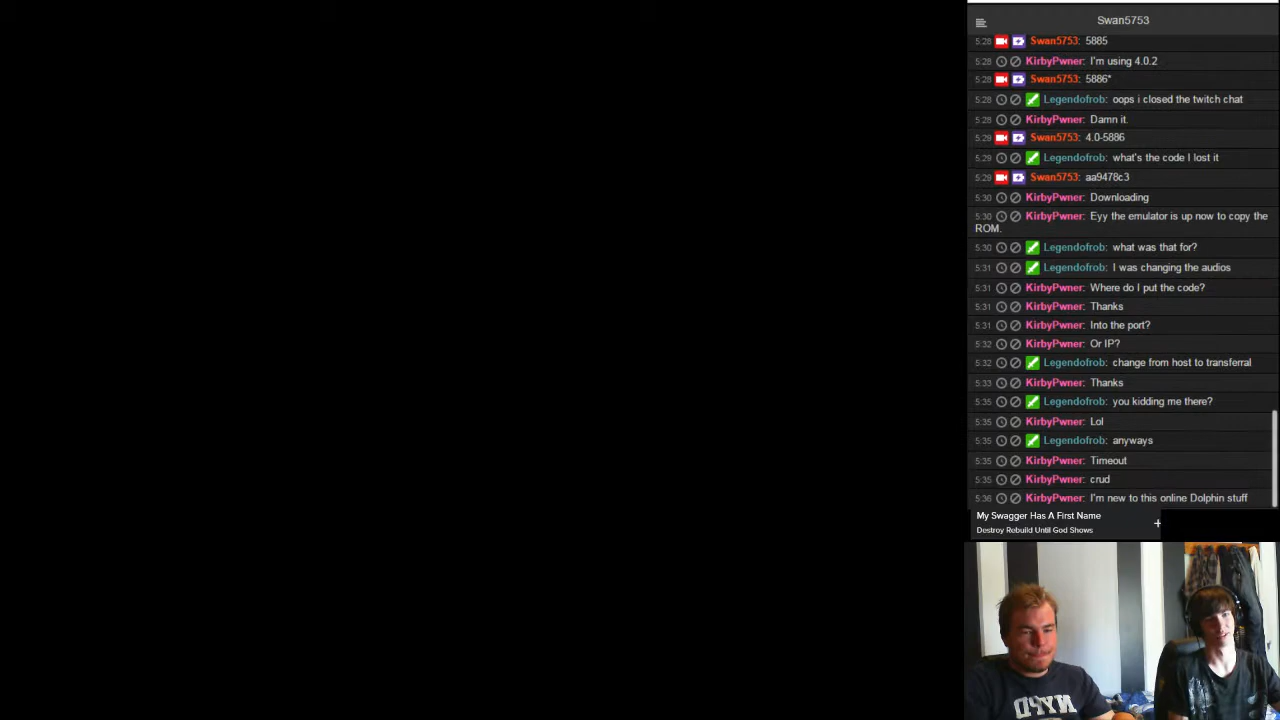 Swan5753
5:28 Swan5753: 5885
5:28 KirbyPwner: I'm using 4.0.2
5:28 Swan5753: 5886*
5:28 Legendofrob: oops i closed the twitch chat
5:28 KirbyPwner: Damn it.
5:29 Swan5753: 4.0-5886
5:29 Legendofrob: what's the code I lost it
5:29 Swan5753: aa9478c3
5:30 KirbyPwner: Downloading
5:30 KirbyPwner: Eyy the emulator is up now to copy the
ROM.
5:30 Legendofrob: what was that for?
5:31 Legendofrob: I was changing the audios
5:31 KirbyPwner: Where do I put the code?
5:31 KirbyPwner: Thanks
5:31 KirbyPwner: Into the port?
5:32 KirbyPwner: Or IP?
5:32 Legendofrob: change from host to transferral
5:33 KirbyPwner: Thanks
5:35 Legendofrob: you kidding me there?
5:35 KirbyPwner: Lol
5:35 Legendofrob: anyways
5:35 KirbyPwner: Timeout
5:35 KirbyPwner: crud
5:36 KirbyPwner: I'm new to this online Dolphin stuff
My Swagger Has A First Name
+
Destroy Rebuild Until God Shows
NYPD